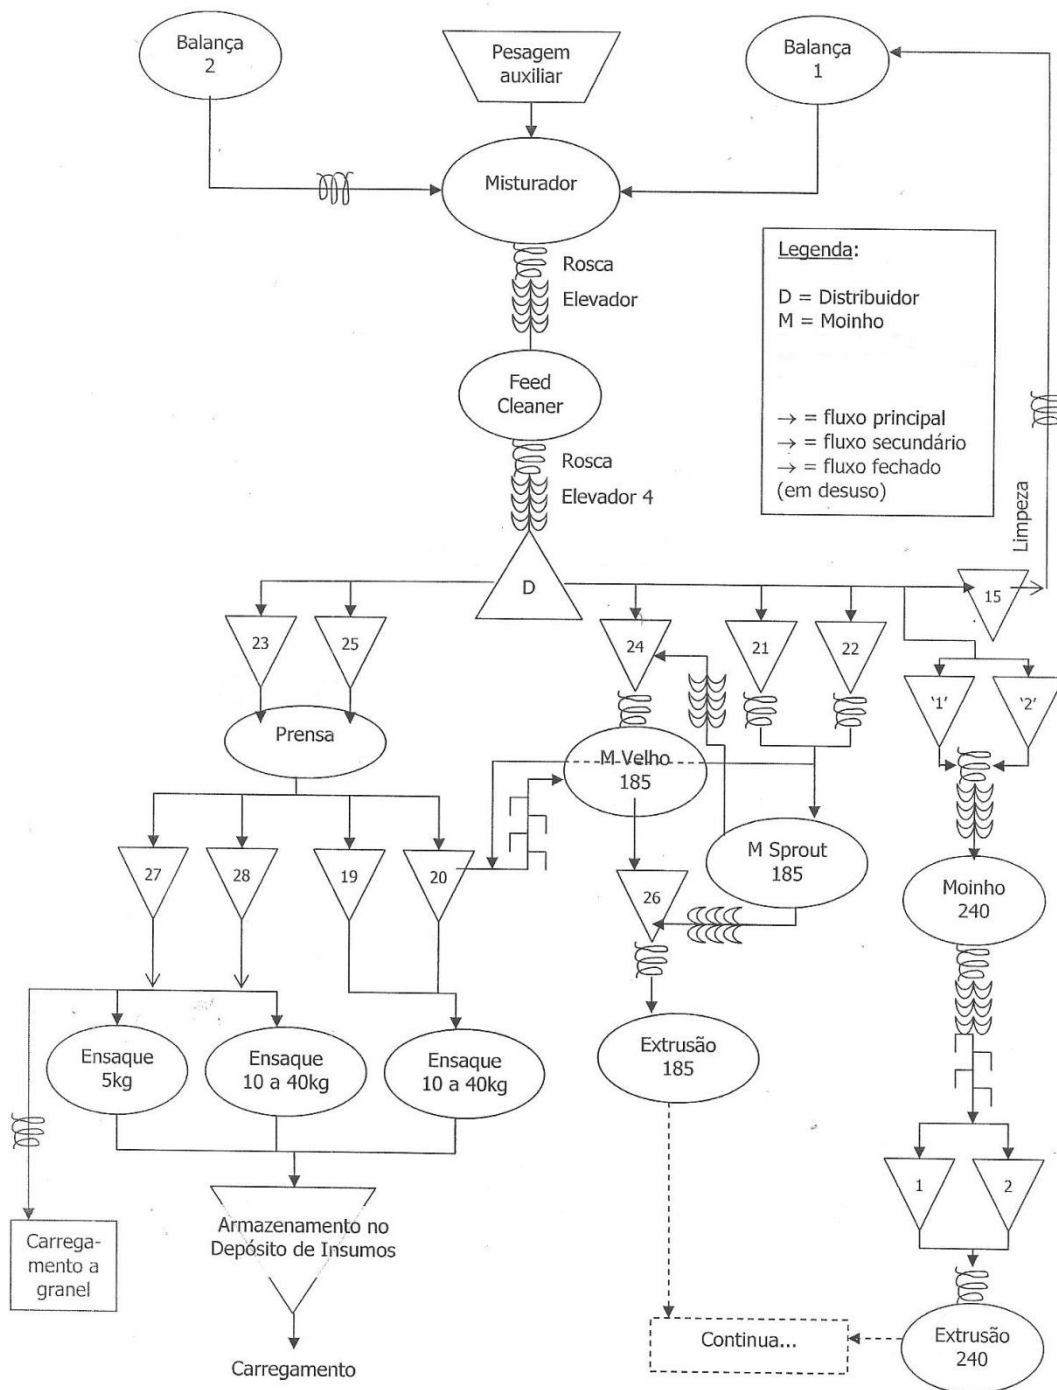 Balança
2
Pesagem
auxiliar
Balança
1
Misturador
Rosca
Elevador
Legenda:
D = Distribuidor
M = Moinho
→ = fluxo principal
→ = fluxo secundário
→ = fluxo fechado
(em desuso)
Feed
Cleaner
Rosca
Elevador 4
Limpeza
D
15
23
25
24
21
22
'1'
'2'
Prensa
M Velho
185
27
28
19
20
M Sprout
185
26
Moinho
240
Ensaque
5kg
Ensaque
10 a 40kg
Ensaque
10 a 40kg
Extrusão
185
1
2
Armazenamento no
Depósito de Insumos
Carrega-
mento a
granel
Continua...
Extrusão
240
Carregamento